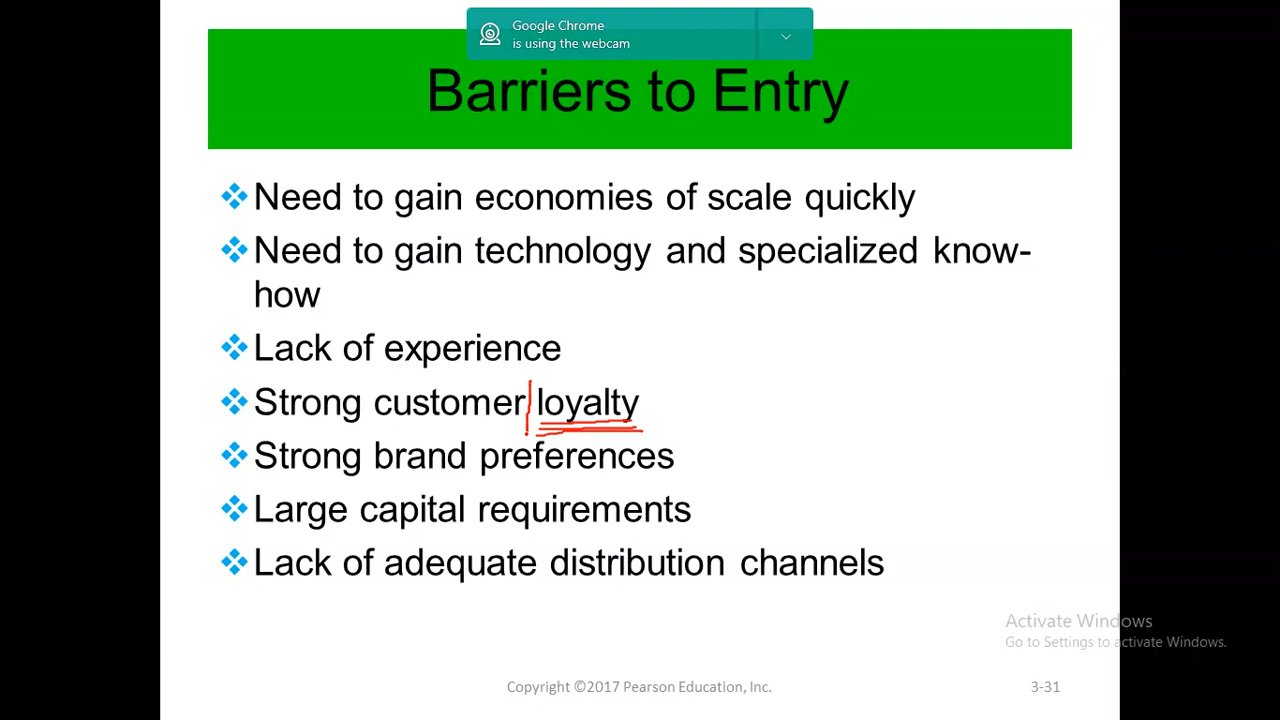 Google Chrome
is using the webcam
Barriers to Entry
Need to gain economies of scale quickly
Need to gain technology and specialized know-
how
Lack of experience
Strong customer loyalty
Strong brand preferences
Large capital requirements
Lack of adequate distribution channels
Activate Windows
Go to Settings to activate Windows.
Copyright ©2017 Pearson Education, Inc.
3-31